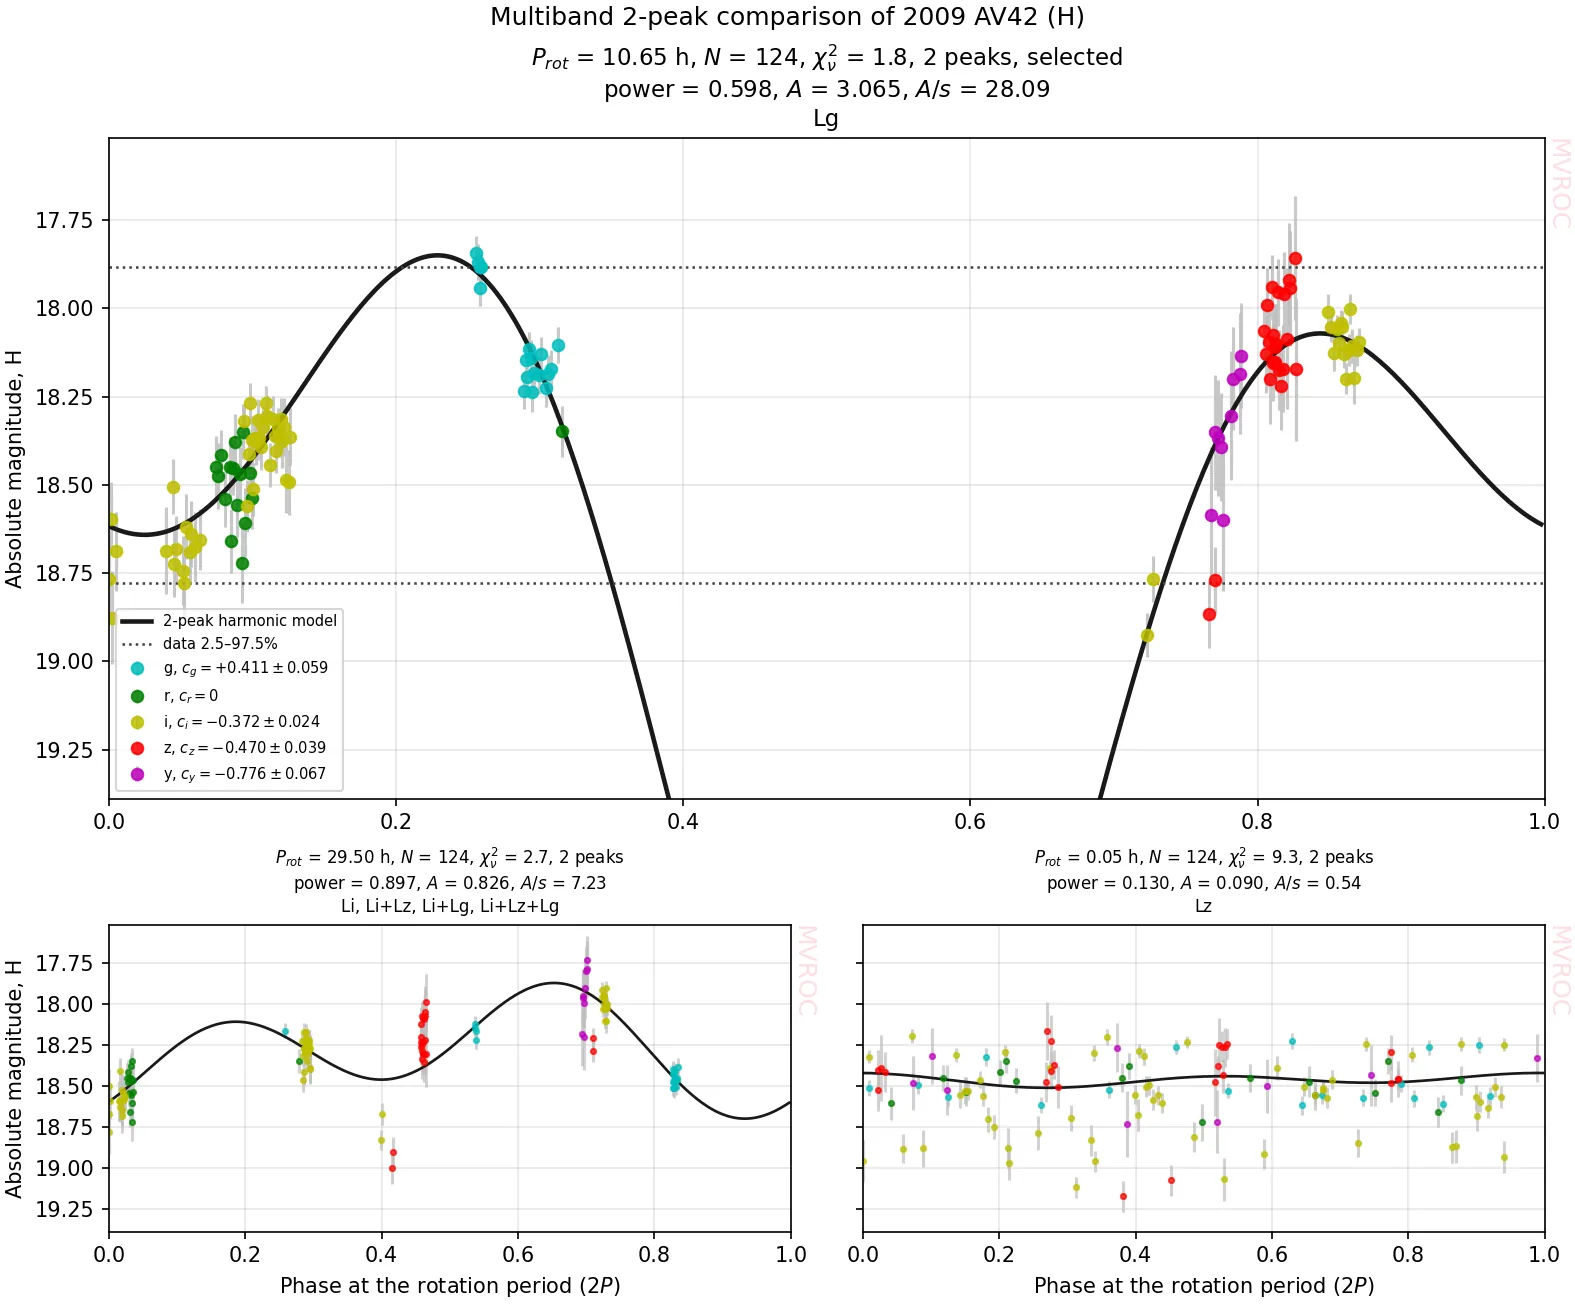 Multiband 2-peak comparison of 2009 AV42 (H)
P_rot = 10.65 h, N = 124, χ²_ν = 1.8, 2 peaks, selected
power = 0.598, A = 3.065, A/s = 28.09
Lg
MVROC
Absolute magnitude, H
17.75
18.00
18.25
18.50
18.75
19.00
19.25
2-peak harmonic model
data 2.5–97.5%
g, c_g = +0.411 ± 0.059
r, c_r = 0
i, c_i = −0.372 ± 0.024
z, c_z = −0.470 ± 0.039
y, c_y = −0.776 ± 0.067
0.0 0.2 0.4 0.6 0.8 1.0
P_rot = 29.50 h, N = 124, χ²_ν = 2.7, 2 peaks
power = 0.897, A = 0.826, A/s = 7.23
Li, Li+Lz, Li+Lg, Li+Lz+Lg
MVROC
Absolute magnitude, H
17.75
18.00
18.25
18.50
18.75
19.00
19.25
0.0 0.2 0.4 0.6 0.8 1.0
Phase at the rotation period (2P)
P_rot = 0.05 h, N = 124, χ²_ν = 9.3, 2 peaks
power = 0.130, A = 0.090, A/s = 0.54
Lz
MVROC
0.0 0.2 0.4 0.6 0.8 1.0
Phase at the rotation period (2P)